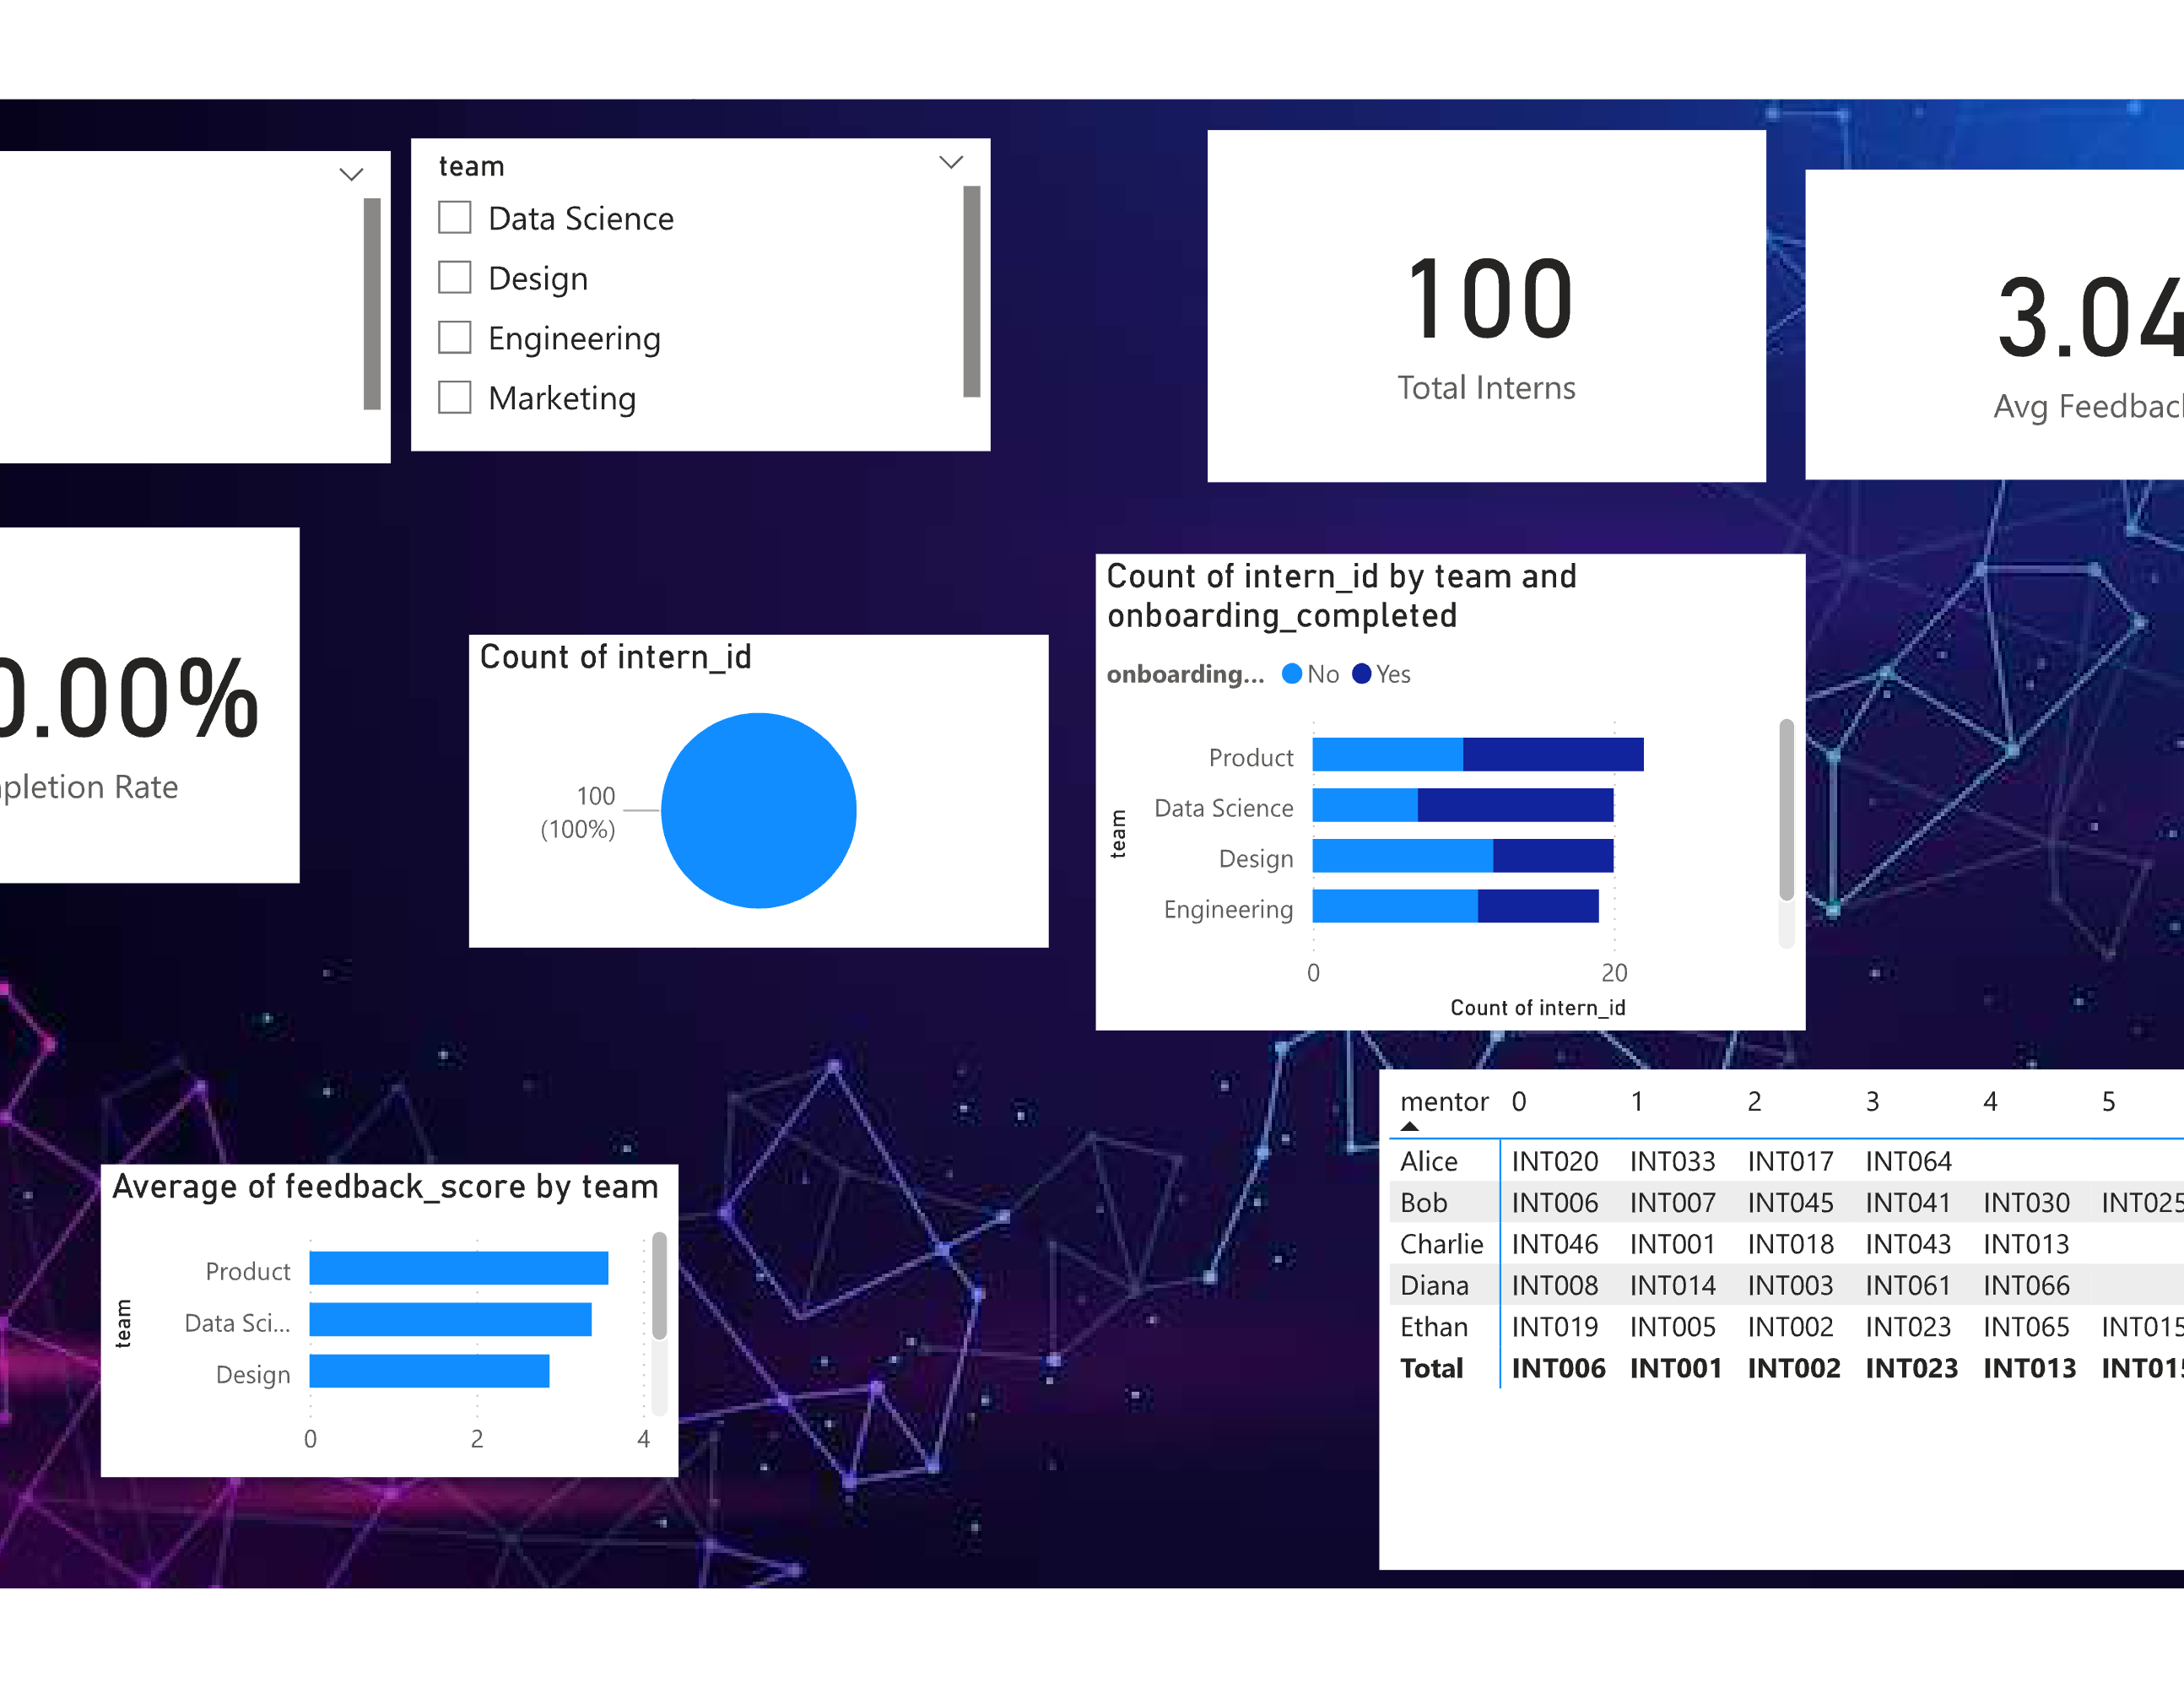 team
Data Science
Design
Engineering
Marketing
100
Total Interns
3.04
Avg
0.00%
Rate
Count of intern_id
100
(100%)
Count of intern_id by team and
onboarding_completed
onboarding... No Yes
team
Product
Data Science
Design
Engineering
0 20
Count of intern_id
Average of feedback_score by team
team
Product
Data Sci...
Design
0 2 4
mentor 0 1 2 3 4 5
Alice INT020 INT033 INT017 INT064
Bob INT006 INT007 INT045 INT041 INT030 INT025
Charlie INT046 INT001 INT018 INT043 INT013
Diana INT008 INT014 INT003 INT061 INT066
Ethan INT019 INT005 INT002 INT023 INT065 INT015
Total INT006 INT001 INT002 INT023 INT013 INT015